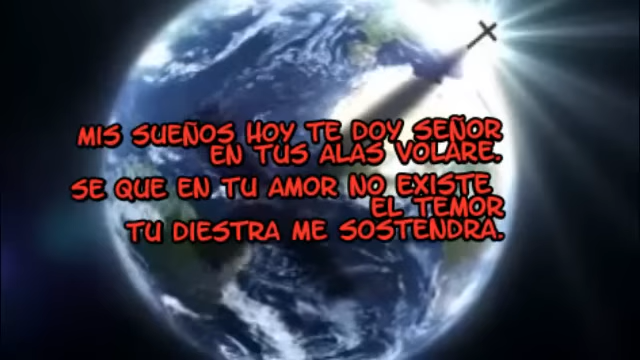 MIS SUEÑOS HOY TE DOY SEÑOR
EN TUS ALAS VOLARE.
SE QUE EN TU AMOR NO EXISTE
EL TEMOR
TU DIESTRA ME SOSTENDRA.